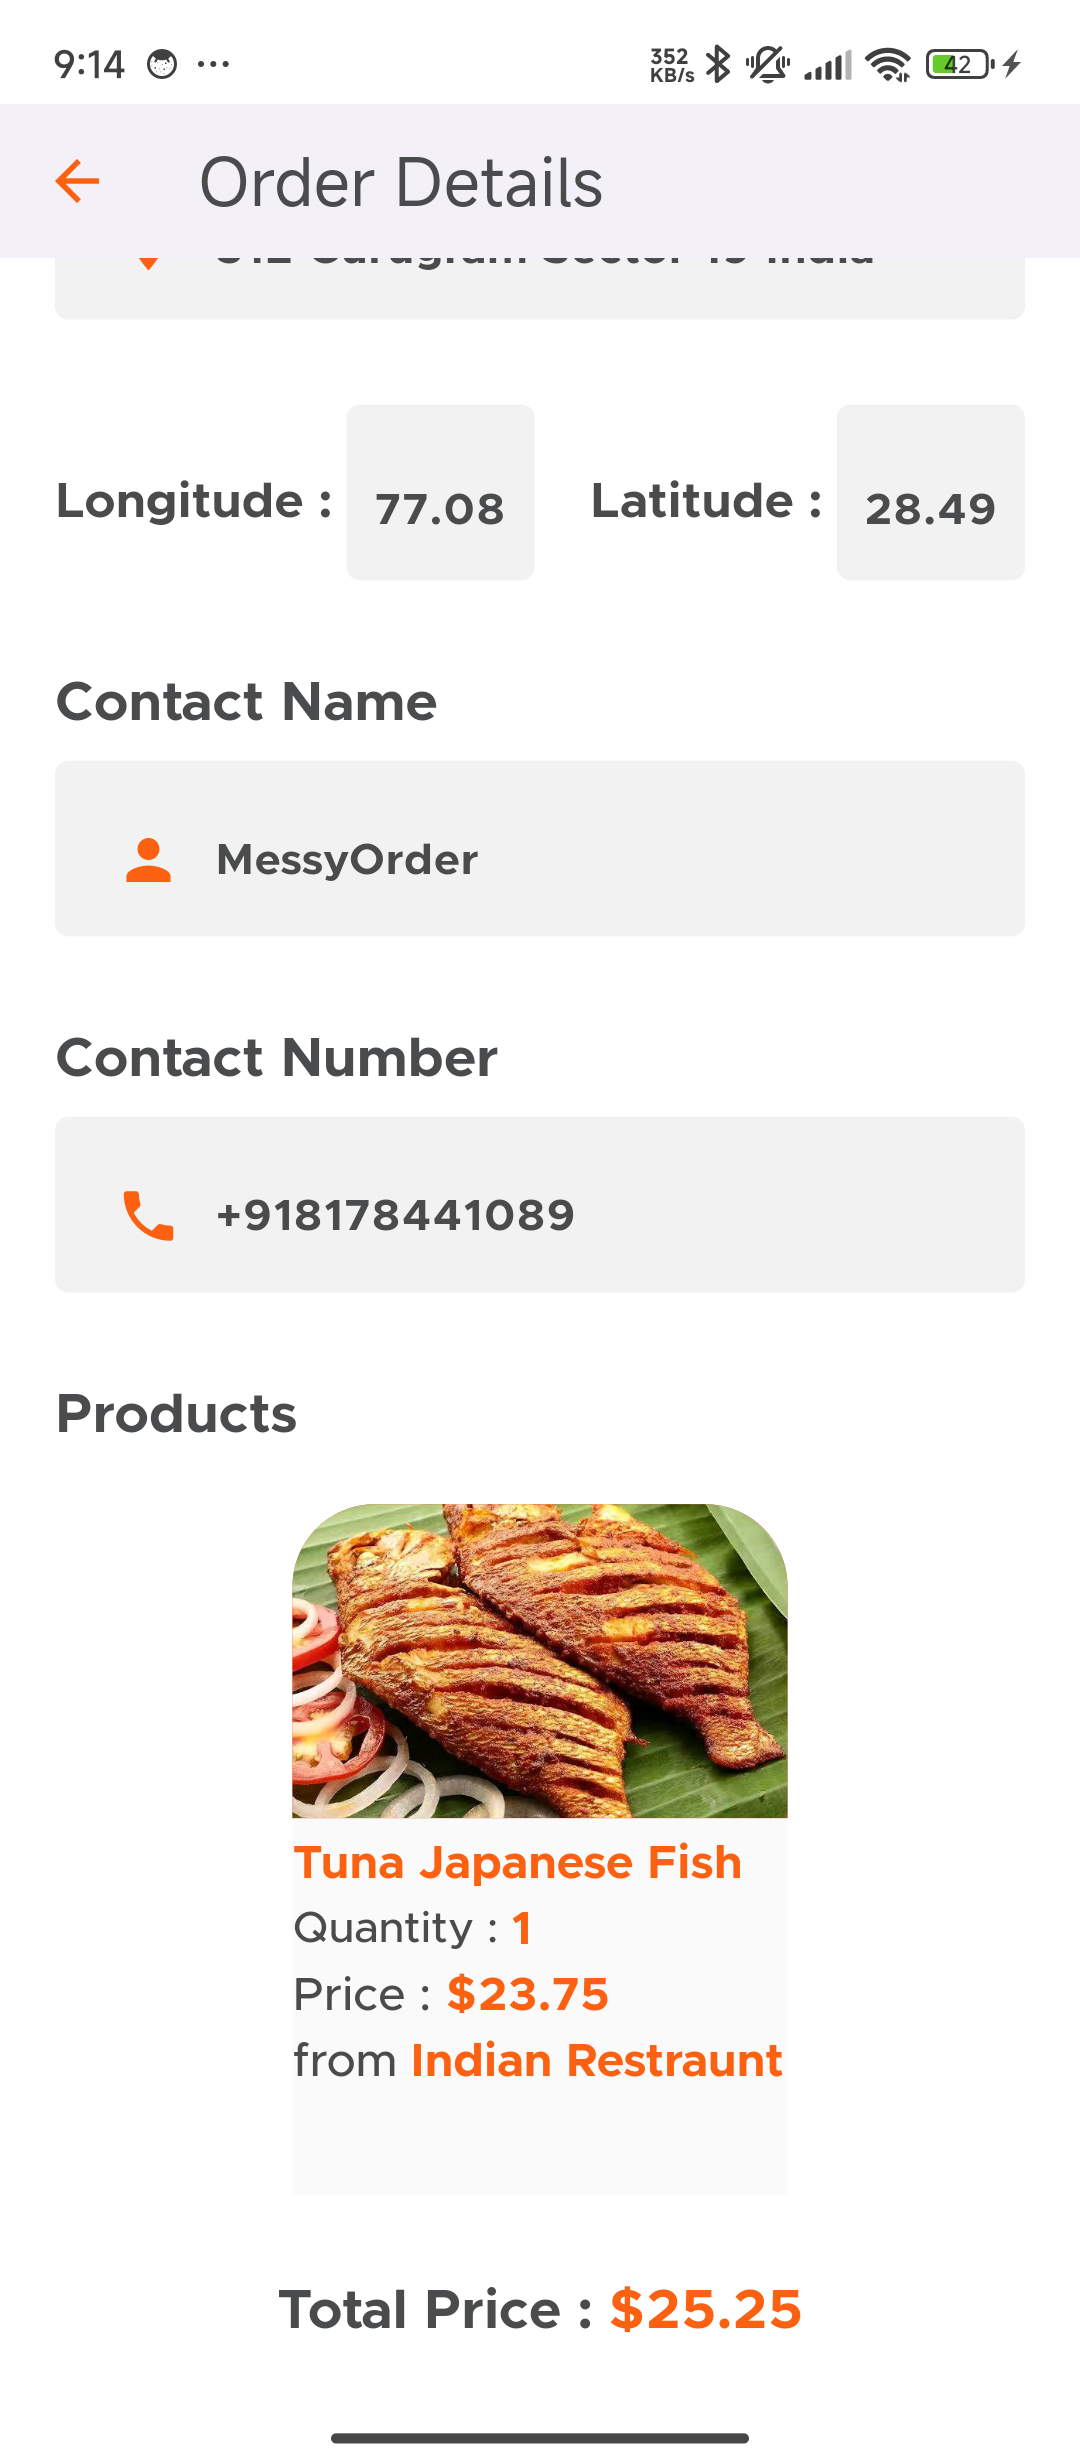 9:14
352
KB/s
42
Order Details
Longitude : 77.08 Latitude : 28.49
Contact Name
MessyOrder
Contact Number
+918178441089
Products
Tuna Japanese Fish
Quantity : 1
Price : $23.75
from Indian Restraunt
Total Price : $25.25